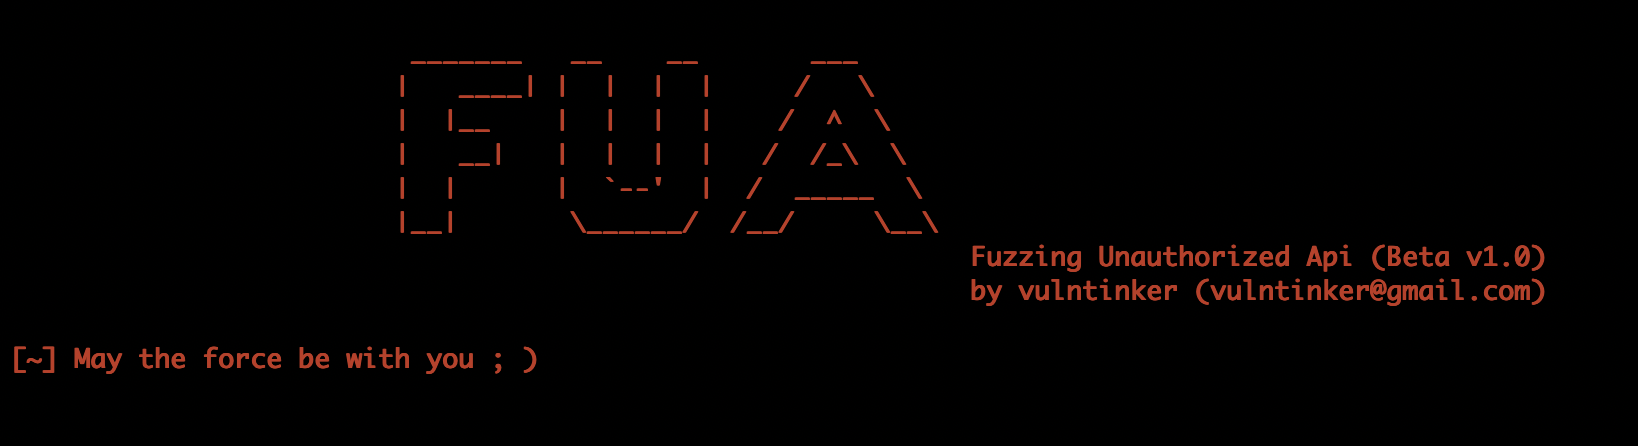 FUA
Fuzzing Unauthorized Api (Beta v1.0)
by vulntinker (vulntinker@gmail.com)
[~] May the force be with you ; )